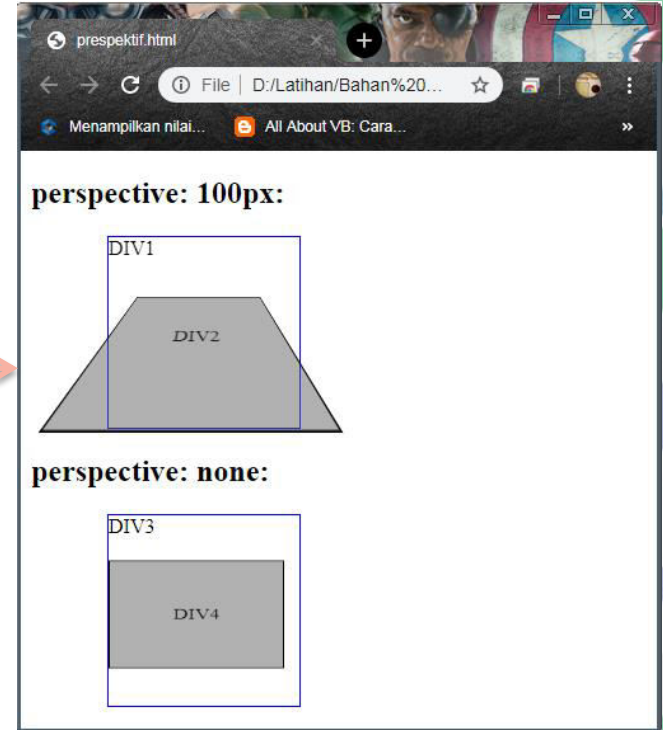 prespektif.html
File | D:/Latihan/Bahan%20...
Menampilkan nilai... All About VB: Cara... »
perspective: 100px:
DIV1
DIV2
perspective: none:
DIV3
DIV4